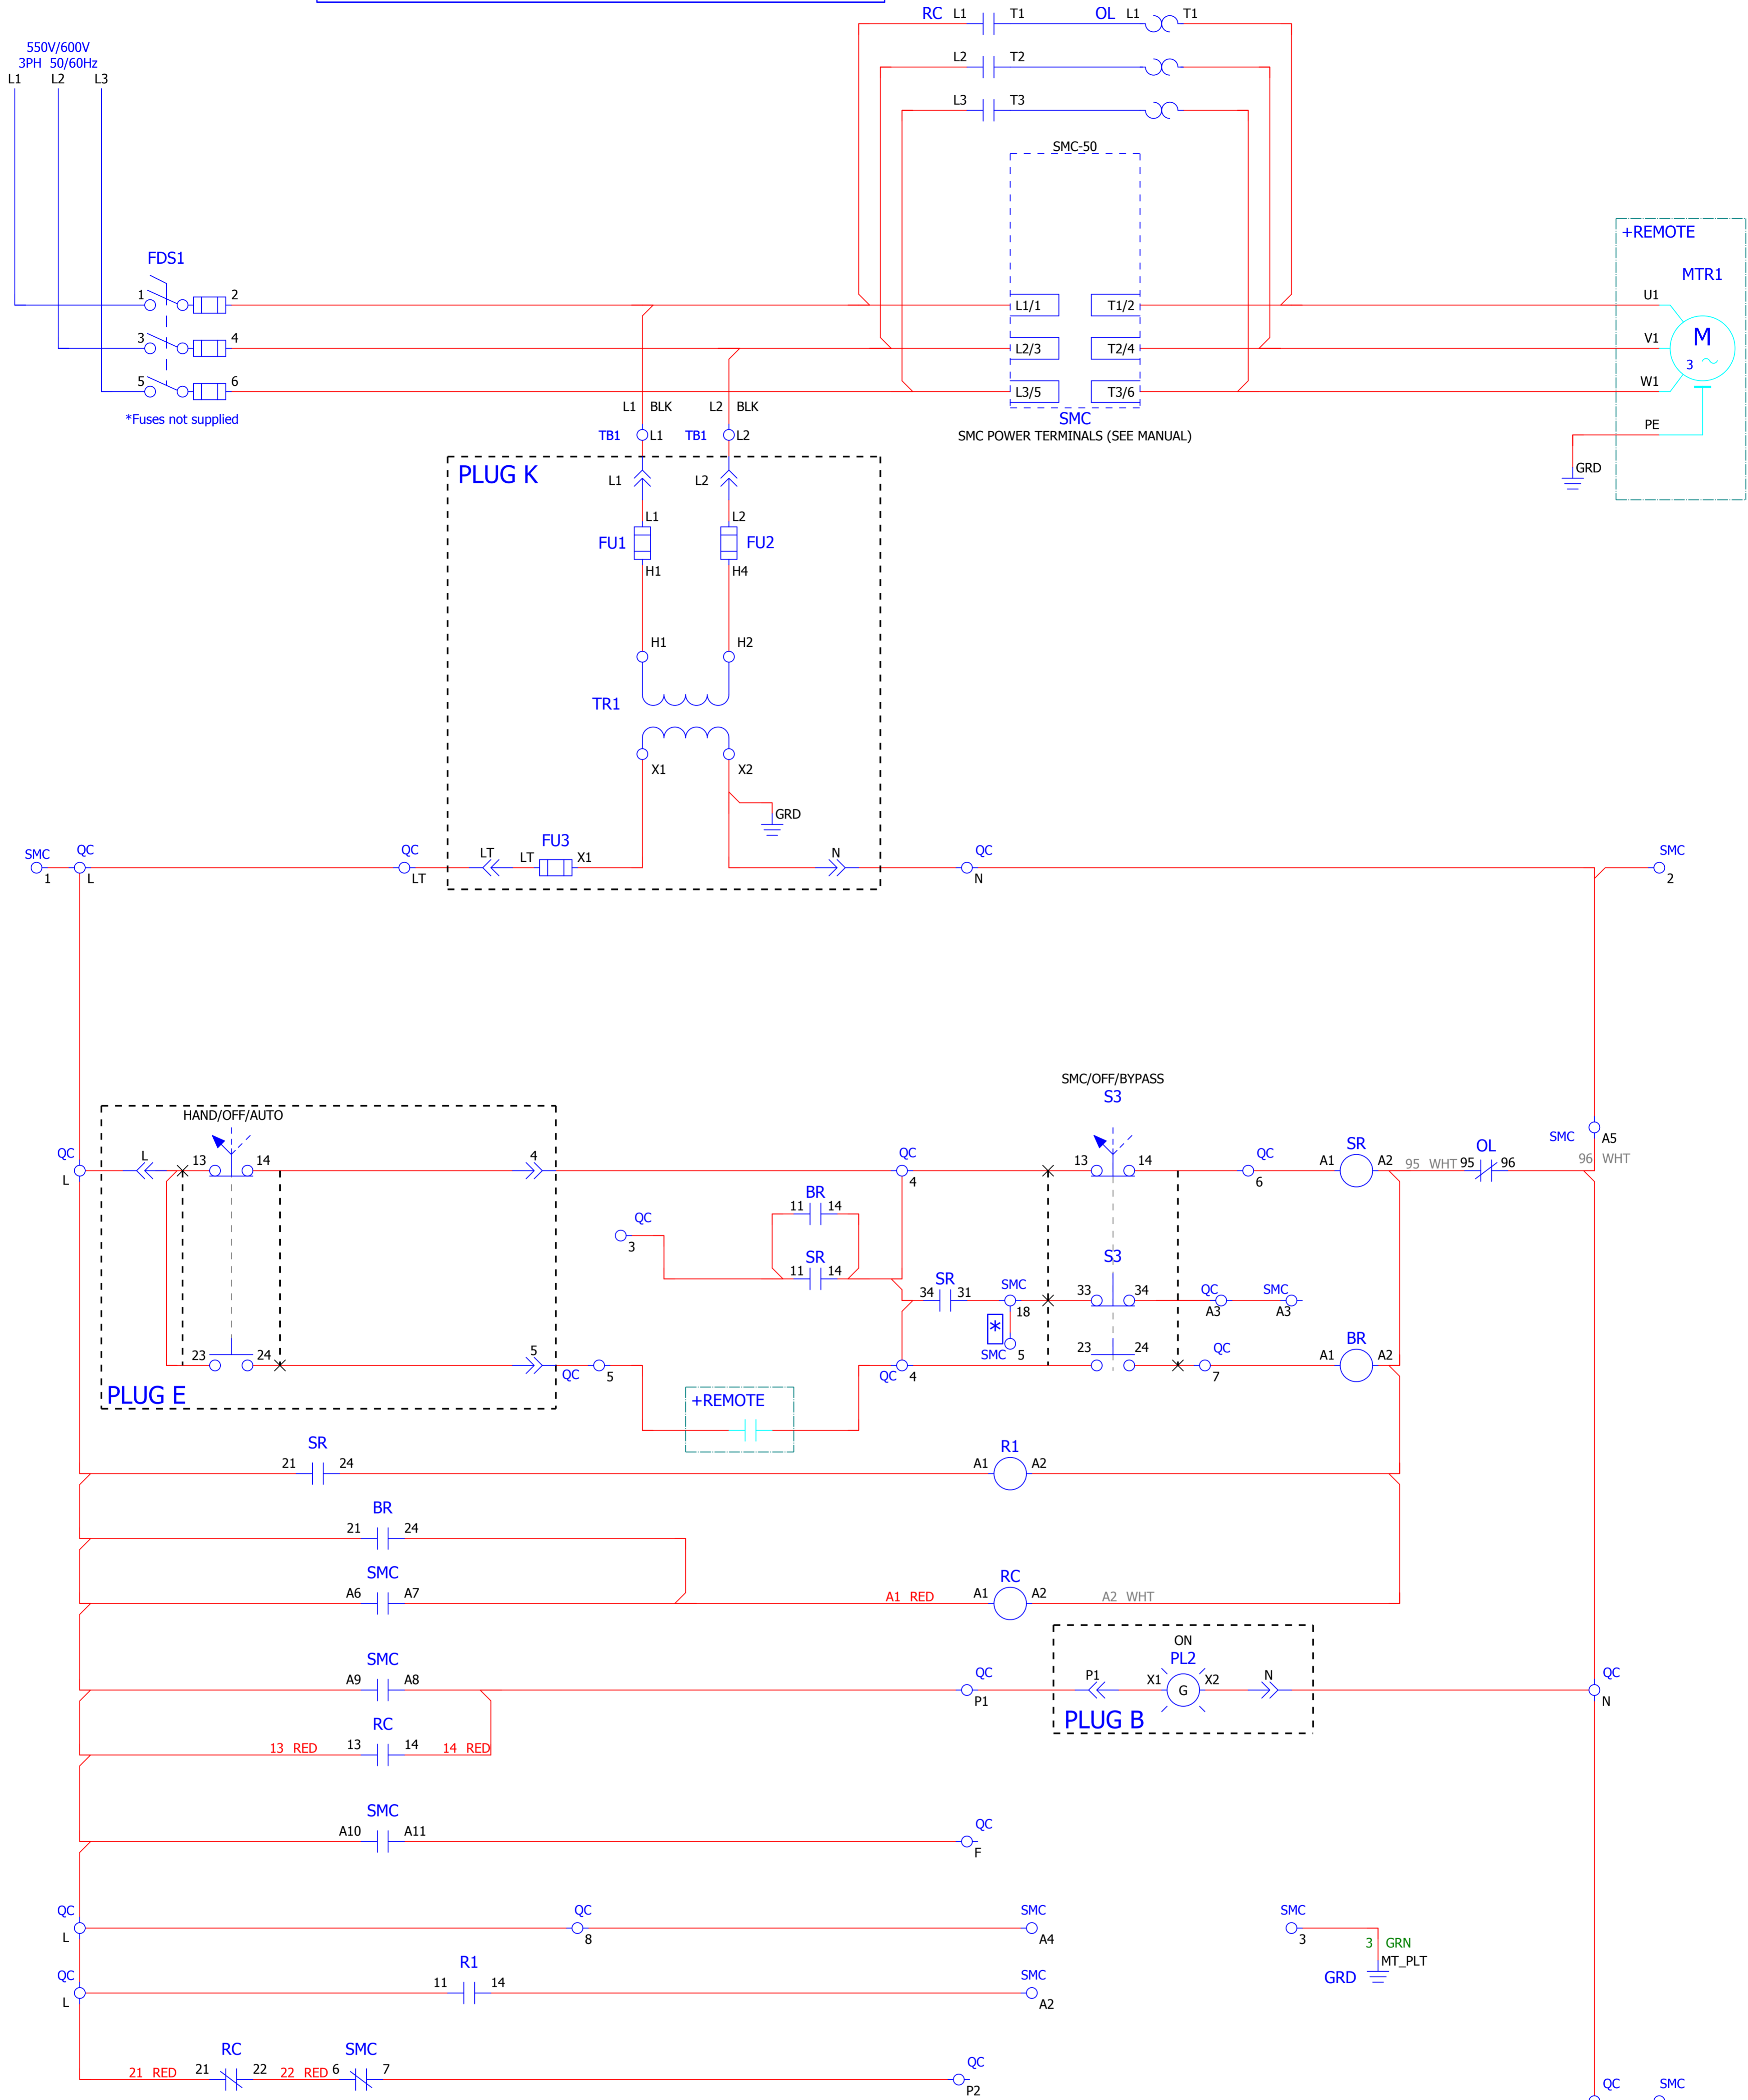 RC L1 T1 OL L1 T1
550V/600V
3PH 50/60Hz
L1 L2 L3
L2 T2
L3 T3
SMC-50
+REMOTE
FDS1
MTR1
1 2 L1/1 T1/2 U1
3 4 L2/3 T2/4 V1 M
3
5 6 L3/5 T3/6 W1
*Fuses not supplied
L1 BLK L2 BLK
SMC
SMC POWER TERMINALS (SEE MANUAL)
PE
TB1 L1 TB1 L2
GRD
PLUG K
L1 L2
L1 L2
FU1 FU2
H1 H4
H1 H2
TR1
X1 X2
GRD
SMC QC QC LT FU3 N QC SMC
1 L LT LT X1 N 2
SMC/OFF/BYPASS
S3
HAND/OFF/AUTO
QC L 13 14 4 QC 13 14 QC SR OL SMC A5
L 4 6 A1 A2 95 WHT 95 96 96 WHT
BR
11 14
QC
3
SR
11 14
S3
SR
34 31 SMC 33 34 QC SMC
18 A3 A3
*
SMC 5
23 24 5 QC 5 QC 4 23 24 QC 7 BR A1 A2
PLUG E
+REMOTE
SR
21 24
R1
A1 A2
BR
21 24
SMC
A6 A7
A1 RED
RC
A1 A2
A2 WHT
ON
PL2
SMC
A9 A8
QC
P1
P1 X1 G X2 N
QC
N
PLUG B
RC
13 RED 13 14 14 RED
SMC
A10 A11
QC
F
QC QC SMC SMC
L 8 A4 3
3 GRN
MT_PLT
GRD
QC R1 SMC
L 11 14 A2
RC SMC
21 RED 21 22 22 RED 6 7
QC
P2
QC SMC